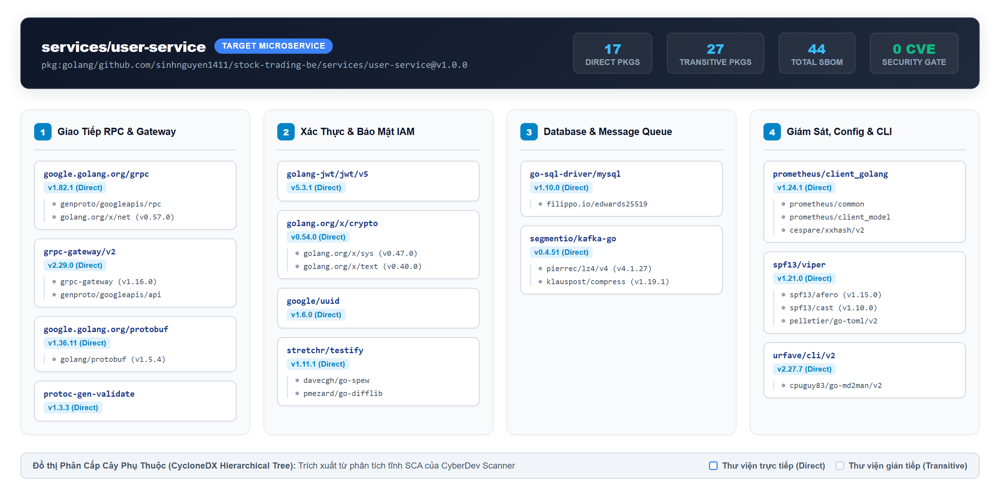 services/user-service
TARGET MICROSERVICE
pkg:golang/github.com/sinhnguyen1411/stock-trading-be/services/user-service@v1.0.0
17
DIRECT PKGS
27
TRANSITIVE PKGS
44
TOTAL SBOM
0 CVE
SECURITY GATE
1
Giao Tiếp RPC & Gateway
google.golang.org/grpc
v1.82.1 (Direct)
genproto/googleapis/rpc
golang.org/x/net (v0.57.0)
grpc-gateway/v2
v2.29.0 (Direct)
grpc-gateway (v1.16.0)
genproto/googleapis/api
google.golang.org/protobuf
v1.36.11 (Direct)
golang/protobuf (v1.5.4)
protoc-gen-validate
v1.3.3 (Direct)
2
Xác Thực & Bảo Mật IAM
golang-jwt/jwt/v5
v5.3.1 (Direct)
golang.org/x/crypto
v0.54.0 (Direct)
golang.org/x/sys (v0.47.0)
golang.org/x/text (v0.40.0)
google/uuid
v1.6.0 (Direct)
stretchr/testify
v1.11.1 (Direct)
davecgh/go-spew
pmezard/go-difflib
3
Database & Message Queue
go-sql-driver/mysql
v1.10.0 (Direct)
filippo.io/edwards25519
segmentio/kafka-go
v0.4.51 (Direct)
pierrec/lz4/v4 (v4.1.27)
klauspost/compress (v1.19.1)
4
Giám Sát, Config & CLI
prometheus/client_golang
v1.24.1 (Direct)
prometheus/common
prometheus/client_model
cespare/xxhash/v2
spf13/viper
v1.21.0 (Direct)
spf13/afero (v1.15.0)
spf13/cast (v1.10.0)
pelletier/go-toml/v2
urfave/cli/v2
v2.27.7 (Direct)
cpuguy83/go-md2man/v2
Đồ thị Phân Cấp Cây Phụ Thuộc (CycloneDX Hierarchical Tree): Trích xuất từ phân tích tĩnh SCA của CyberDev Scanner
Thư viện trực tiếp (Direct)
Thư viện gián tiếp (Transitive)